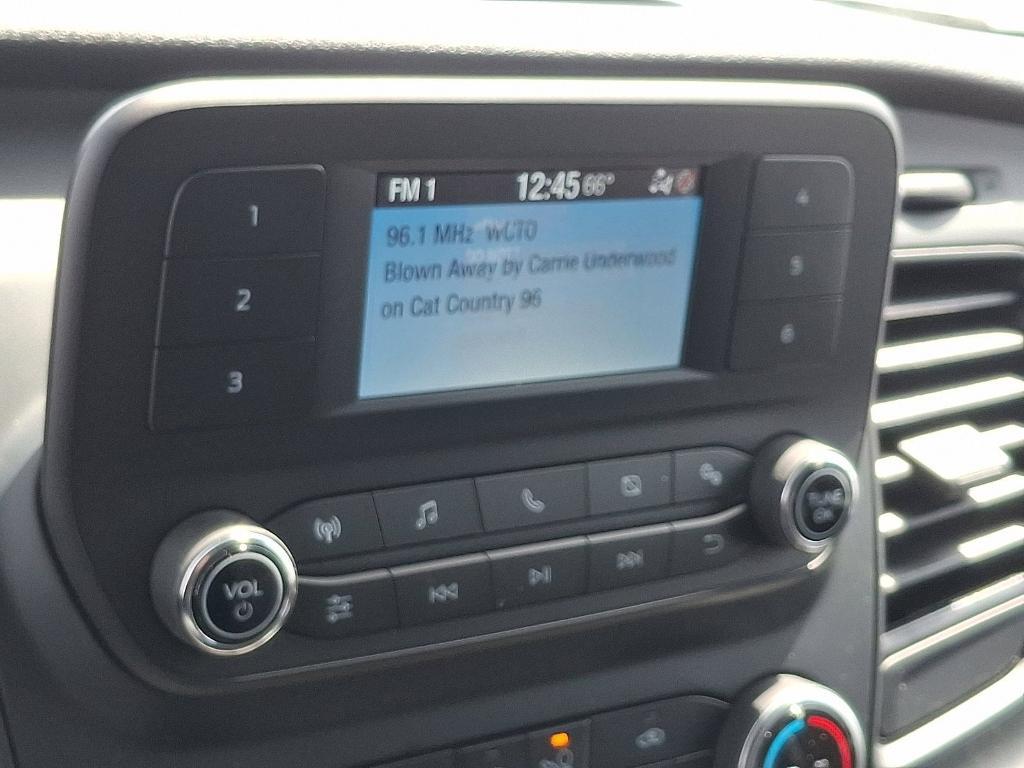 FM 1 12:45 66°
96.1 MHz WCTO
Blown Away by Carrie Underwood
on Cat Country 96
1
2
3
4
5
6
VOL
TUNE
OK